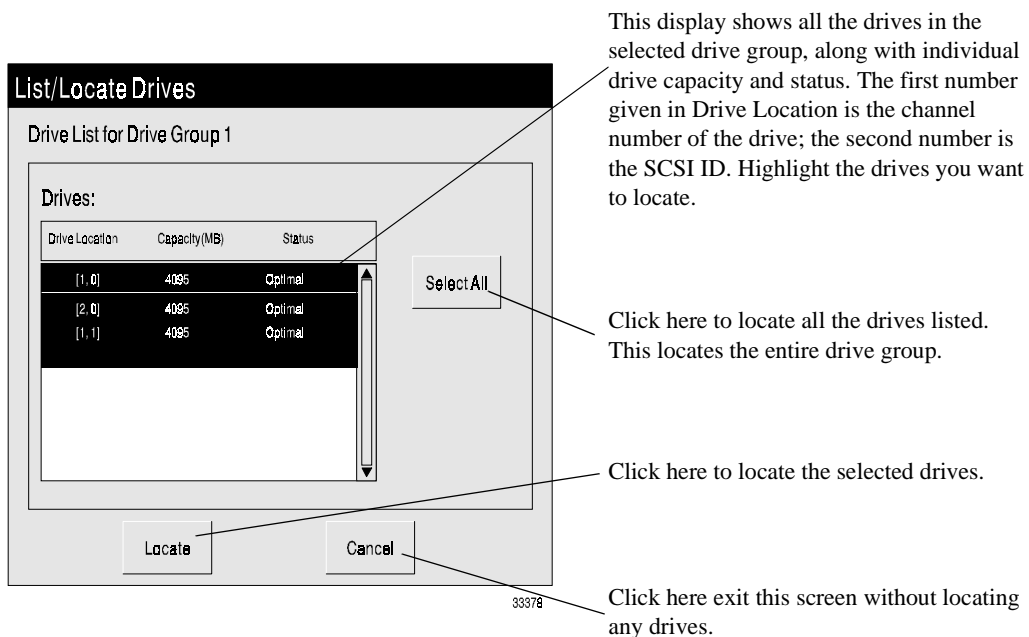 This display shows all the drives in the
selected drive group, along with individual
drive capacity and status. The first number
given in Drive Location is the channel
number of the drive; the second number is
the SCSI ID. Highlight the drives you want
to locate.
List/Locate Drives
Drive List for Drive Group 1
Drives:
Drive Location Capacity(MB) Status
[1, 0] 4095 Optimal
[2, 0] 4095 Optimal
[1, 1] 4095 Optimal
Select All
Click here to locate all the drives listed.
This locates the entire drive group.
Click here to locate the selected drives.
Locate Cancel
33378
Click here exit this screen without locating
any drives.